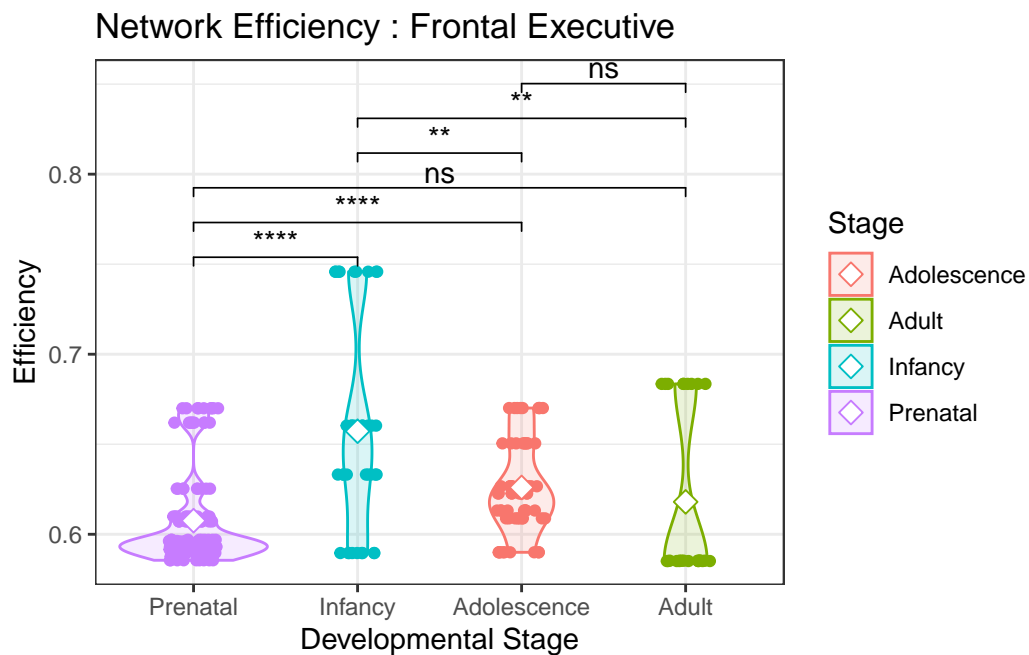 Network Efficiency : Frontal Executive
ns
**
**
ns
****
****
0.8
0.7
0.6
Efficiency
Prenatal
Infancy
Adolescence
Adult
Developmental Stage
Stage
Adolescence
Adult
Infancy
Prenatal